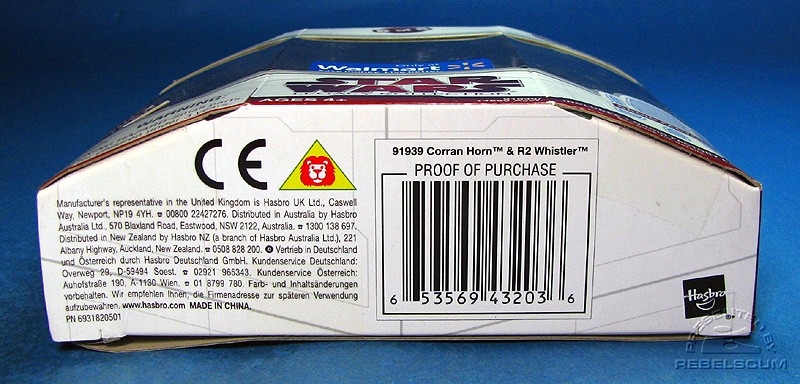 Only at
Walmart
STAR
WARS
WARNING:
AGES 4+
CE
91939 Corran Horn™ & R2 Whistler™
PROOF OF PURCHASE
6 53569 43203 6
Manufacturer's representative in the United Kingdom is Hasbro UK Ltd., Caswell
Way, Newport, NP19 4YH. ☎ 00800 22427276. Distributed in Australia by Hasbro
Australia Ltd., 570 Blaxland Road, Eastwood, NSW 2122, Australia. ☎ 1300 138 697.
Distributed in New Zealand by Hasbro NZ (a branch of Hasbro Australia Ltd.), 221
Albany Highway, Auckland, New Zealand. ☎ 0508 828 200. Vertrieb in Deutschland
und Österreich durch Hasbro Deutschland GmbH. Kundenservice Deutschland:
Overweg 29, D-59494 Soest. ☎ 02921 965343. Kundenservice Österreich:
Auhofstraße 190, A-1130 Wien. ☎ 01 8799 780. Farb- und Inhaltsänderungen
vorbehalten. Wir empfehlen Ihnen, die Firmenadresse zur späteren Verwendung
aufzubewahren. www.hasbro.com MADE IN CHINA.
PN 6931820501
Hasbro
®
PRESENTED BY
REBELSCUM